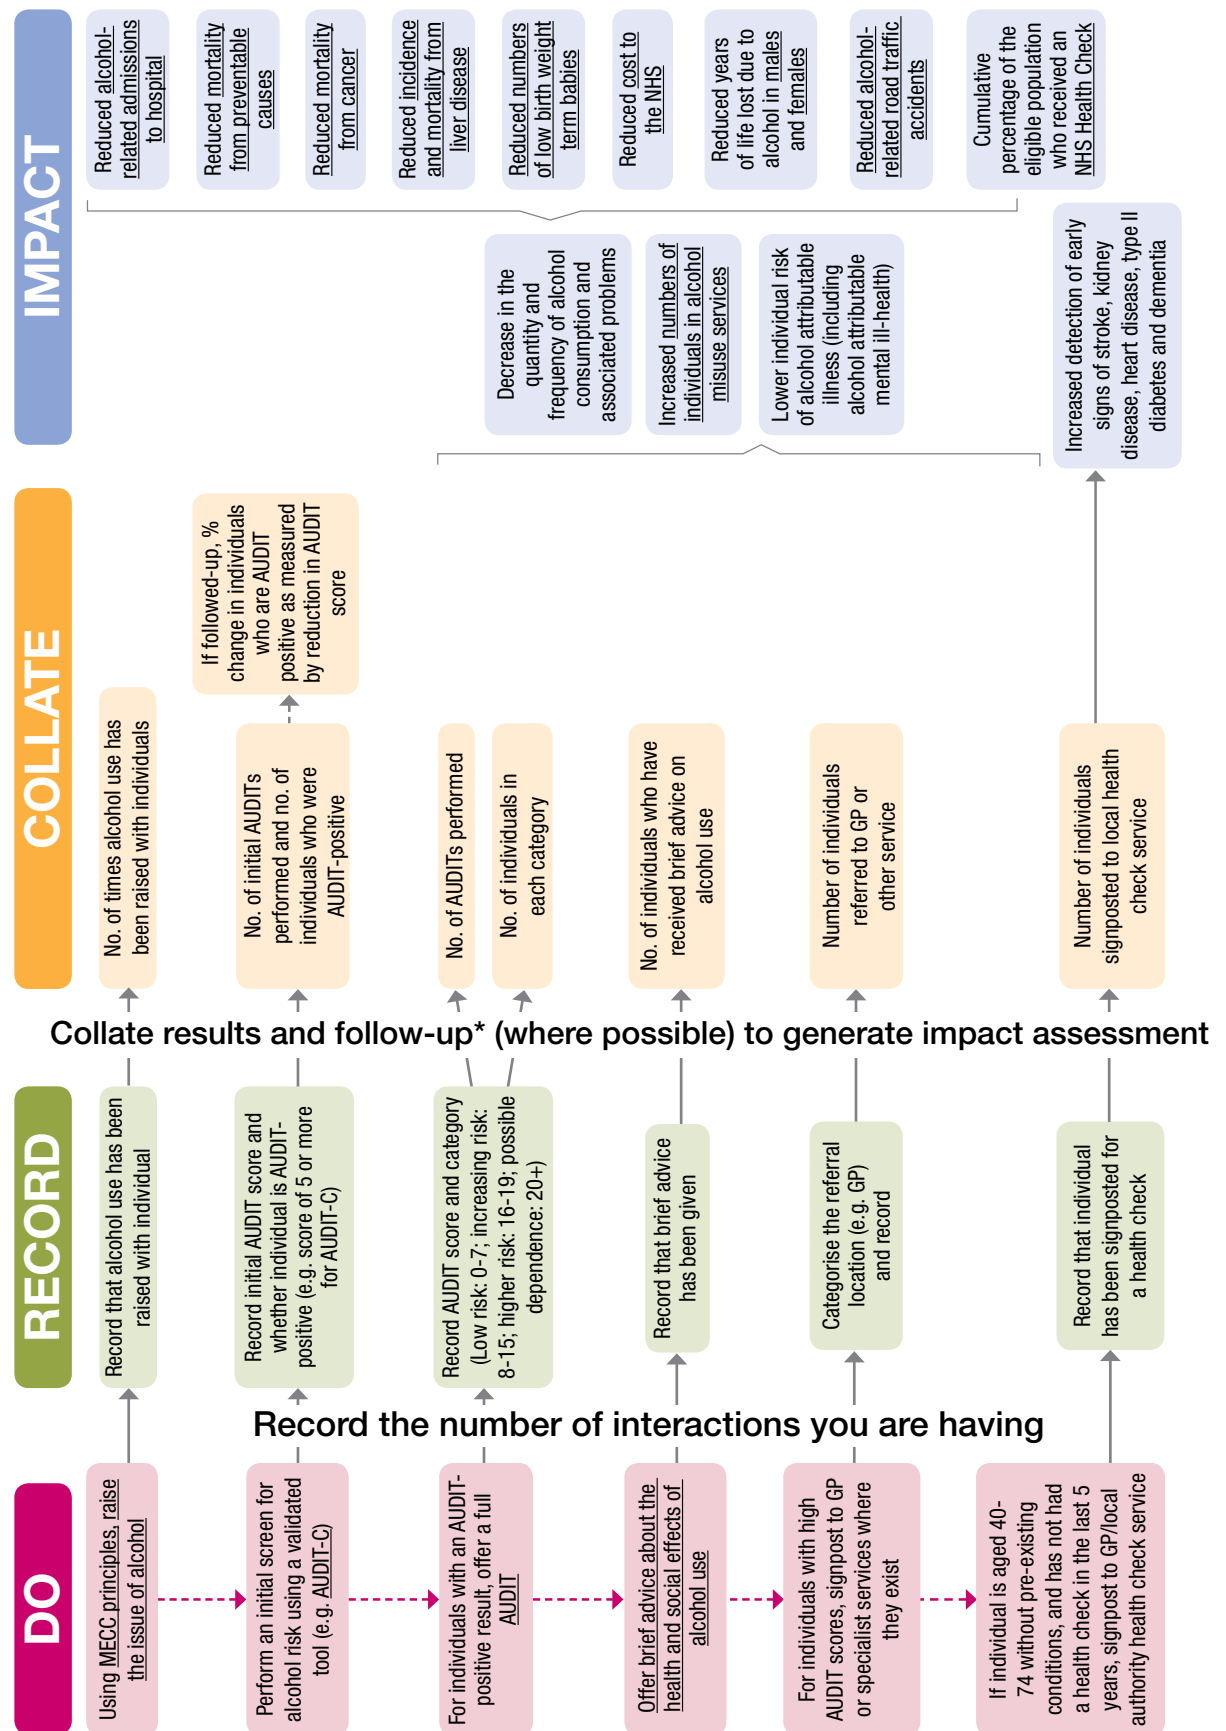 DO
Using MECC principles, raise
the issue of alcohol
Perform an initial screen for
alcohol risk using a validated
tool (e.g. AUDIT-C)
For individuals with an AUDIT-
positive result, offer a full
AUDIT
Offer brief advice about the
health and social effects of
alcohol use
For individuals with high
AUDIT scores, signpost to GP
or specialist services where
they exist
If individual is aged 40-
74 without pre-existing
conditions, and has not had
a health check in the last 5
years, signpost to GP/local
authority health check service
Record the number of interactions you are having
RECORD
Record that alcohol use has been
raised with individual
Record initial AUDIT score and
whether individual is AUDIT-
positive (e.g. score of 5 or more
for AUDIT-C)
Record AUDIT score and category
(Low risk: 0-7; increasing risk:
8-15; higher risk: 16-19; possible
dependence: 20+)
Record that brief advice
has been given
Categorise the referral
location (e.g. GP)
and record
Record that individual
has been signposted for
a health check
Collate results and follow-up* (where possible) to generate impact assessment
COLLATE
No. of times alcohol use has
been raised with individuals
No. of initial AUDITs
performed and no. of
individuals who were
AUDIT-positive
If followed-up, %
change in individuals
who are AUDIT
positive as measured
by reduction in AUDIT
score
No. of AUDITs performed
No. of individuals in
each category
No. of individuals who have
received brief advice on
alcohol use
Number of individuals
referred to GP or
other service
Number of individuals
signposted to local health
check service
IMPACT
Decrease in the
quantity and
frequency of alcohol
consumption and
associated problems
Increased numbers of
individuals in alcohol
misuse services
Lower individual risk
of alcohol attributable
illness (including
alcohol attributable
mental ill-health)
Increased detection of early
signs of stroke, kidney
disease, heart disease, type II
diabetes and dementia
Reduced alcohol-
related admissions
to hospital
Reduced mortality
from preventable
causes
Reduced mortality
from cancer
Reduced incidence
and mortality from
liver disease
Reduced numbers
of low birth weight
term babies
Reduced cost to
the NHS
Reduced years
of life lost due to
alcohol in males
and females
Reduced alcohol-
related road traffic
accidents
Cumulative
percentage of the
eligible population
who received an
NHS Health Check